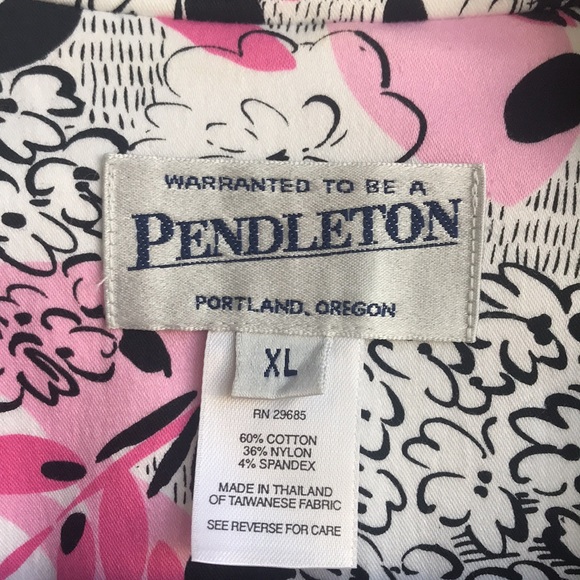 WARRANTED TO BE A
PENDLETON
PORTLAND, OREGON
XL
RN 29685
60% COTTON
36% NYLON
4% SPANDEX
MADE IN THAILAND
OF TAIWANESE FABRIC
SEE REVERSE FOR CARE